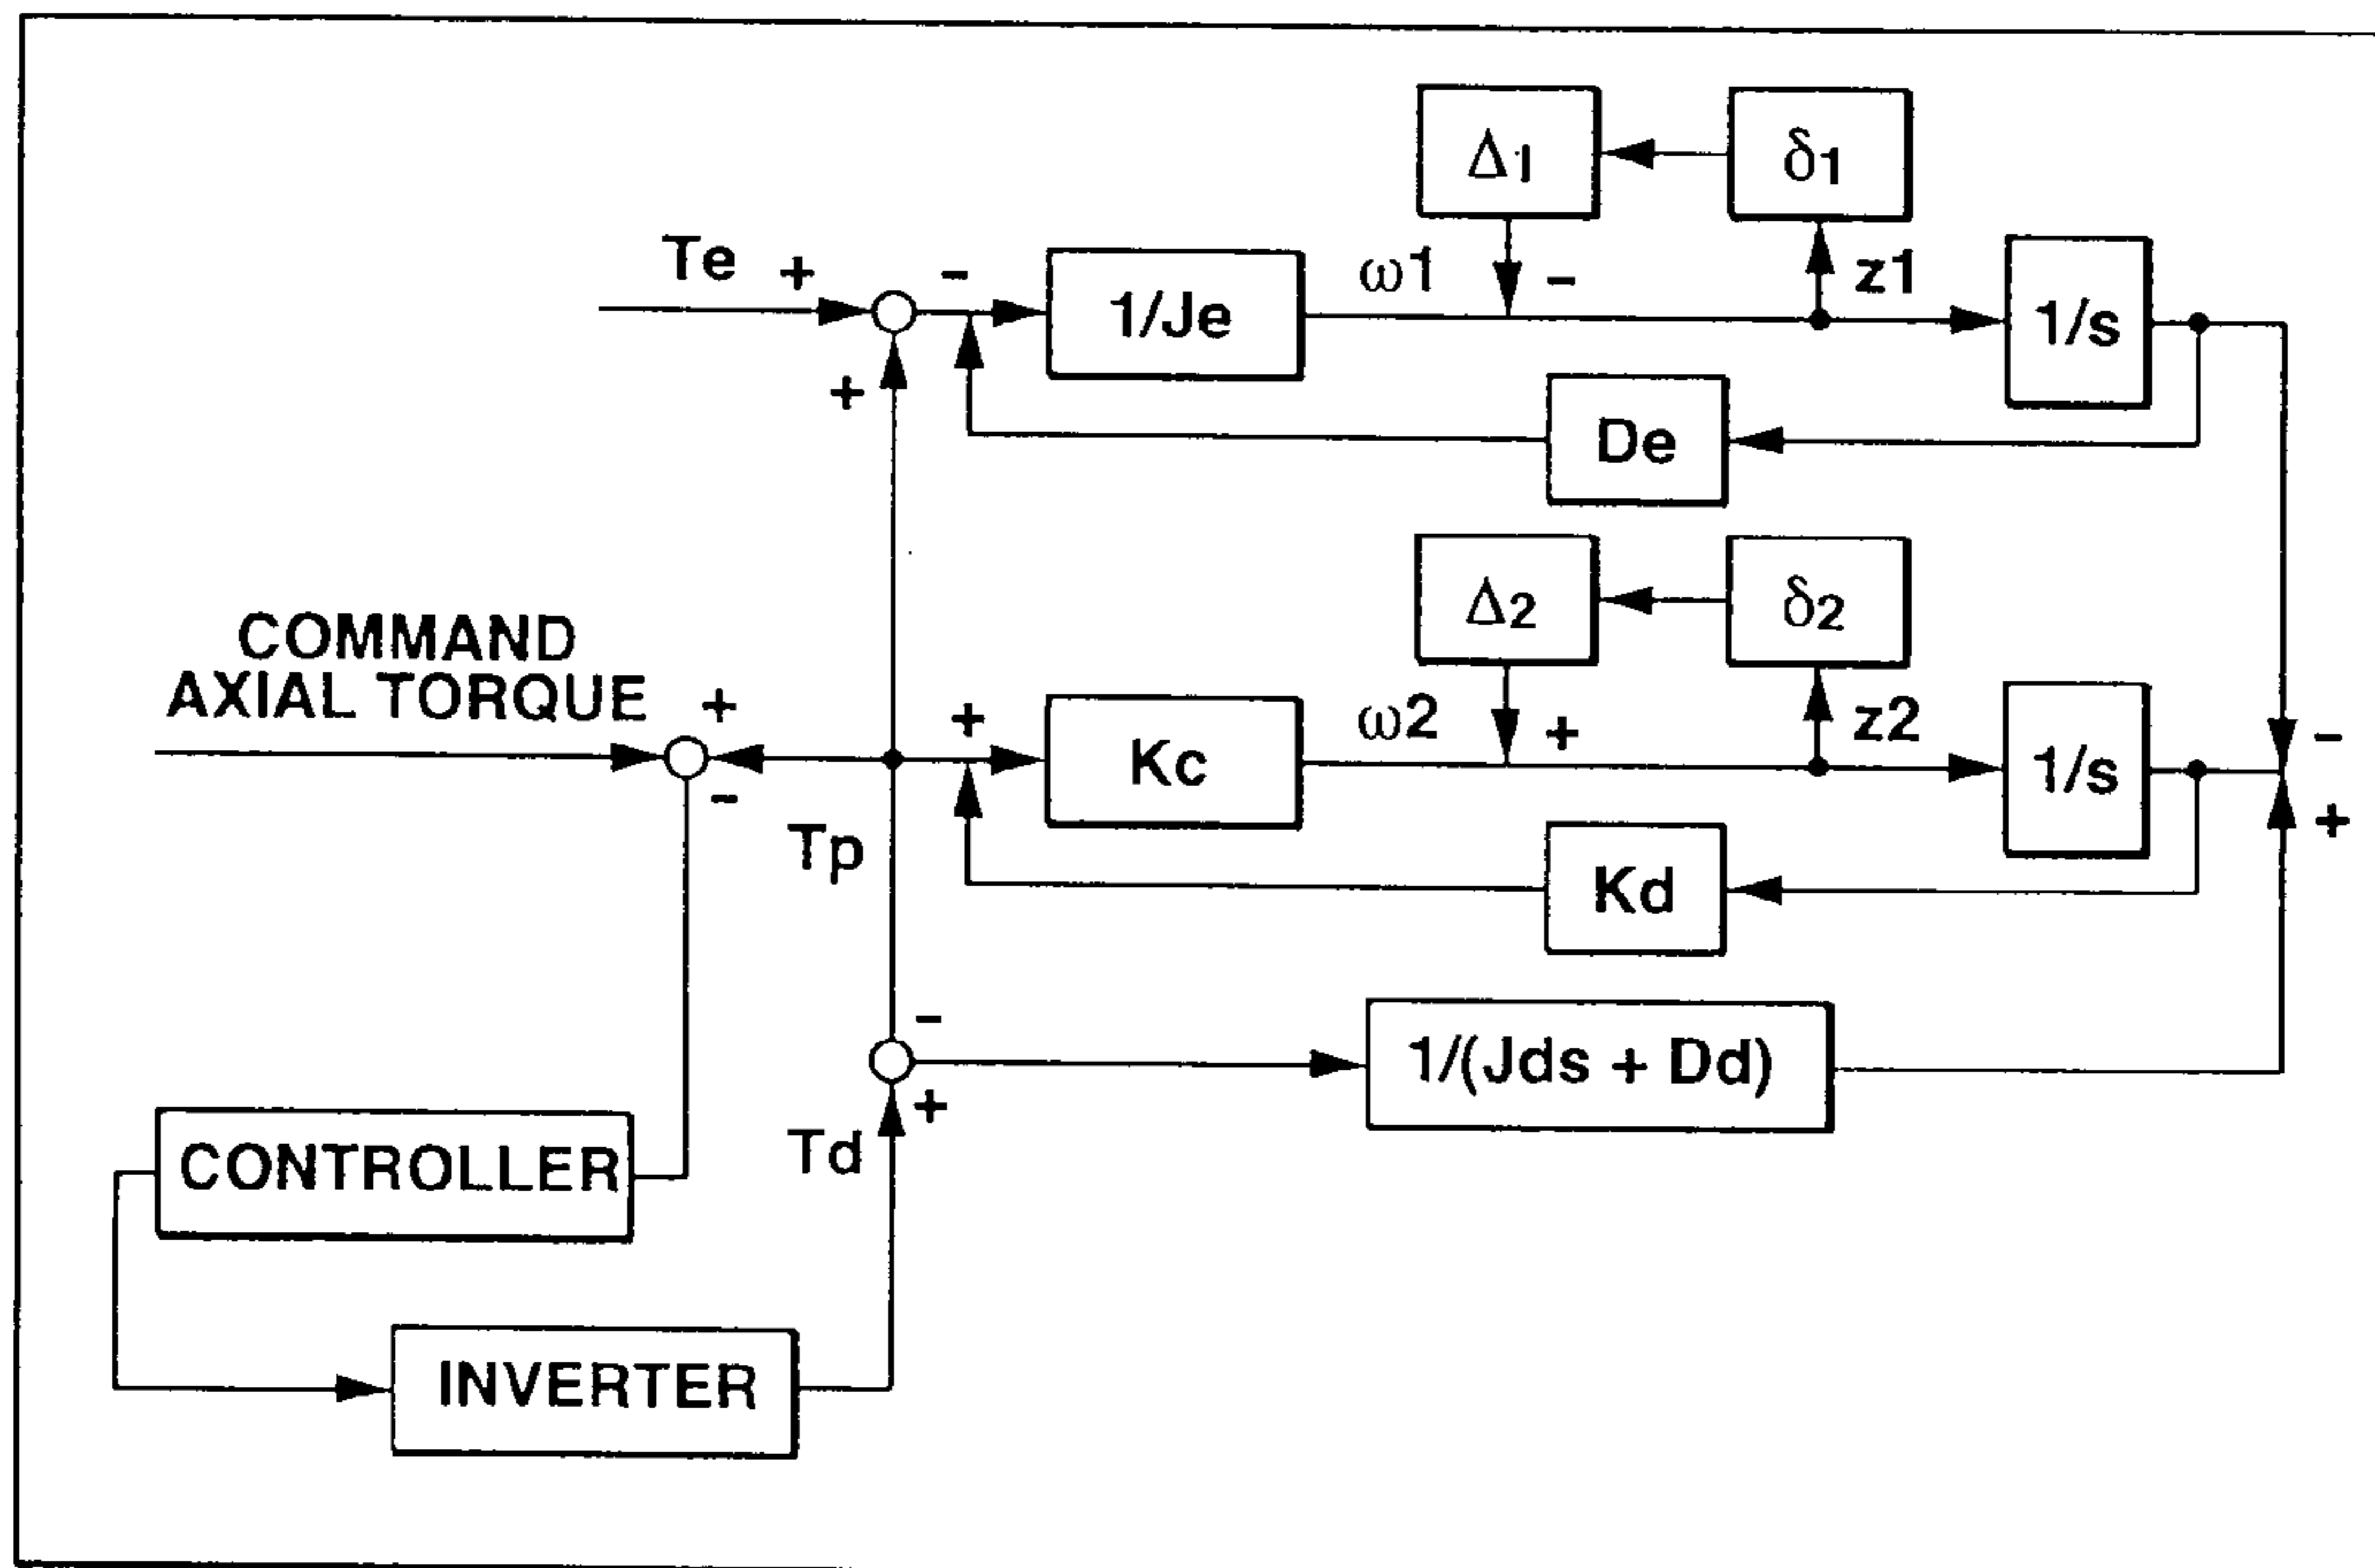 Δ1
δ1
Te
+
-
1/Je
ω1
-
z1
1/s
+
De
Δ2
δ2
COMMAND
AXIAL TORQUE
+
-
+
Kc
ω2
+
z2
1/s
-
+
Tp
Kd
-
+
1/(Jds + Dd)
Td
CONTROLLER
INVERTER